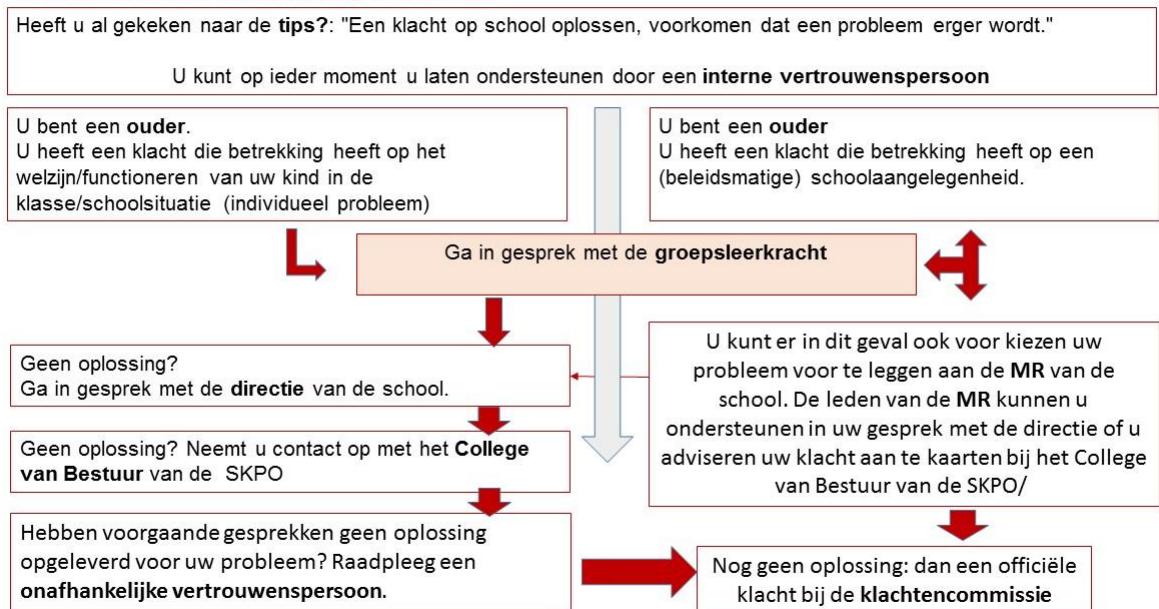 Heeft u al gekeken naar de tips?: "Een klacht op school oplossen, voorkomen dat een probleem erger wordt."
U kunt op ieder moment u laten ondersteunen door een interne vertrouwenspersoon
U bent een ouder.
U heeft een klacht die betrekking heeft op het
welzijn/functioneren van uw kind in de
klasse/schoolsituatie (individueel probleem)
U bent een ouder
U heeft een klacht die betrekking heeft op een
(beleidsmatige) schoolaangelegenheid.
Ga in gesprek met de groepsleerkracht
Geen oplossing?
Ga in gesprek met de directie van de school.
U kunt er in dit geval ook voor kiezen uw
probleem voor te leggen aan de MR van de
school. De leden van de MR kunnen u
ondersteunen in uw gesprek met de directie of u
adviseren uw klacht aan te kaarten bij het College
van Bestuur van de SKPO/
Geen oplossing? Neemt u contact op met het College
van Bestuur van de SKPO
Hebben voorgaande gesprekken geen oplossing
opgeleverd voor uw probleem? Raadpleeg een
onafhankelijke vertrouwenspersoon.
Nog geen oplossing: dan een officiële
klacht bij de klachtencommissie